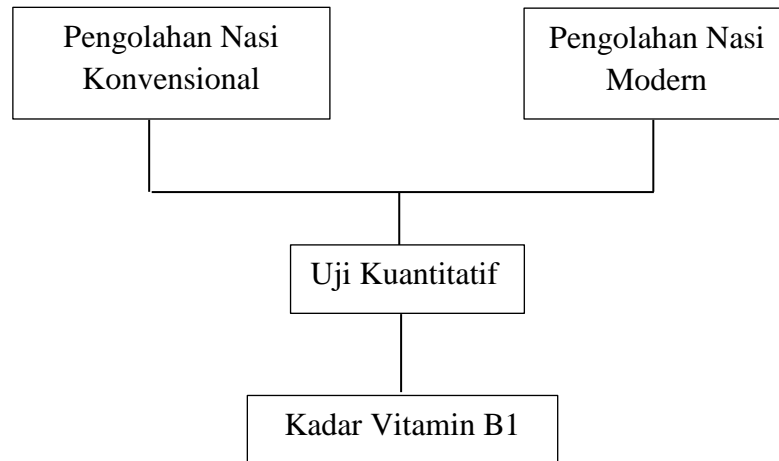 Pengolahan Nasi
Konvensional
Pengolahan Nasi
Modern
Uji Kuantitatif
Kadar Vitamin B1